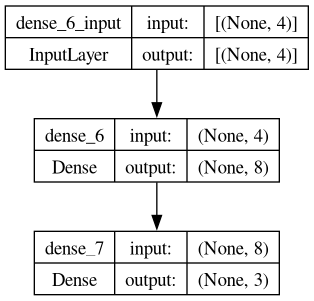 dense_6_input input: [(None, 4)]
InputLayer output: [(None, 4)]
dense_6 input: (None, 4)
Dense output: (None, 8)
dense_7 input: (None, 8)
Dense output: (None, 3)